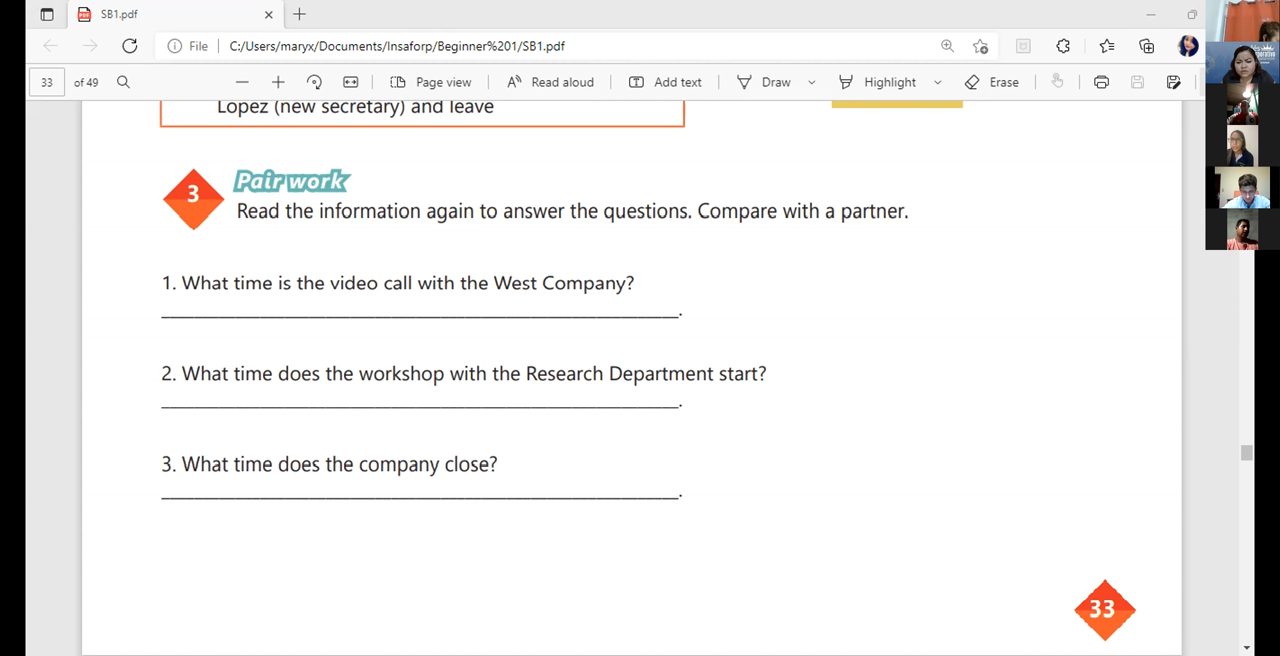 SB1.pdf
File
C:/Users/maryx/Documents/Insaforp/Beginner%201/SB1.pdf
33 of 49
Page view
Read aloud
Add text
Draw
Highlight
Erase
Lopez (new secretary) and leave
3
Pair work
Read the information again to answer the questions. Compare with a partner.
1. What time is the video call with the West Company?
2. What time does the workshop with the Research Department start?
3. What time does the company close?
33